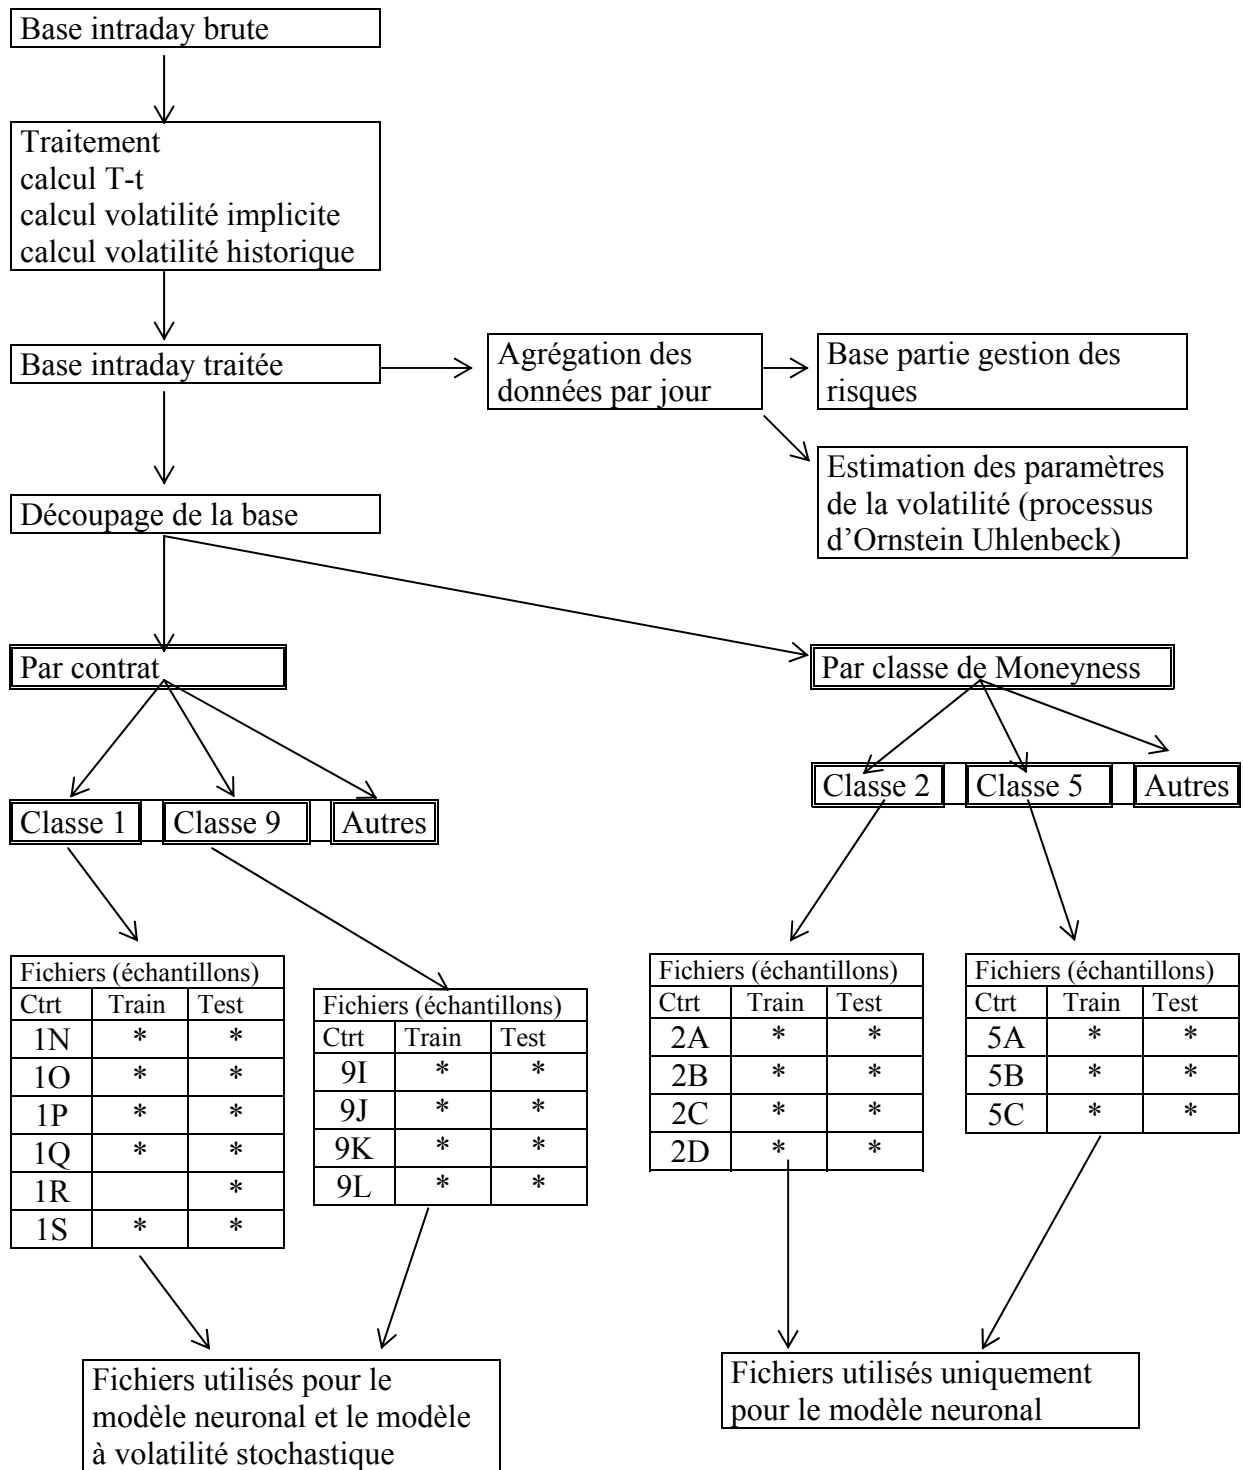 Base intraday brute
Traitement
calcul T-t
calcul volatilité implicite
calcul volatilité historique
Base intraday traitée
Agrégation des
données par jour
Base partie gestion des
risques
Estimation des paramètres
de la volatilité (processus
d’Ornstein Uhlenbeck)
Découpage de la base
Par contrat
Par classe de Moneyness
Classe 1 Classe 9 Autres
Classe 2 Classe 5 Autres
Fichiers (échantillons)
Ctrt Train Test
1N * *
1O * *
1P * *
1Q * *
1R *
1S * *
Fichiers (échantillons)
Ctrt Train Test
9I * *
9J * *
9K * *
9L * *
Fichiers (échantillons)
Ctrt Train Test
2A * *
2B * *
2C * *
2D * *
Fichiers (échantillons)
Ctrt Train Test
5A * *
5B * *
5C * *
Fichiers utilisés pour le
modèle neuronal et le modèle
à volatilité stochastique
Fichiers utilisés uniquement
pour le modèle neuronal